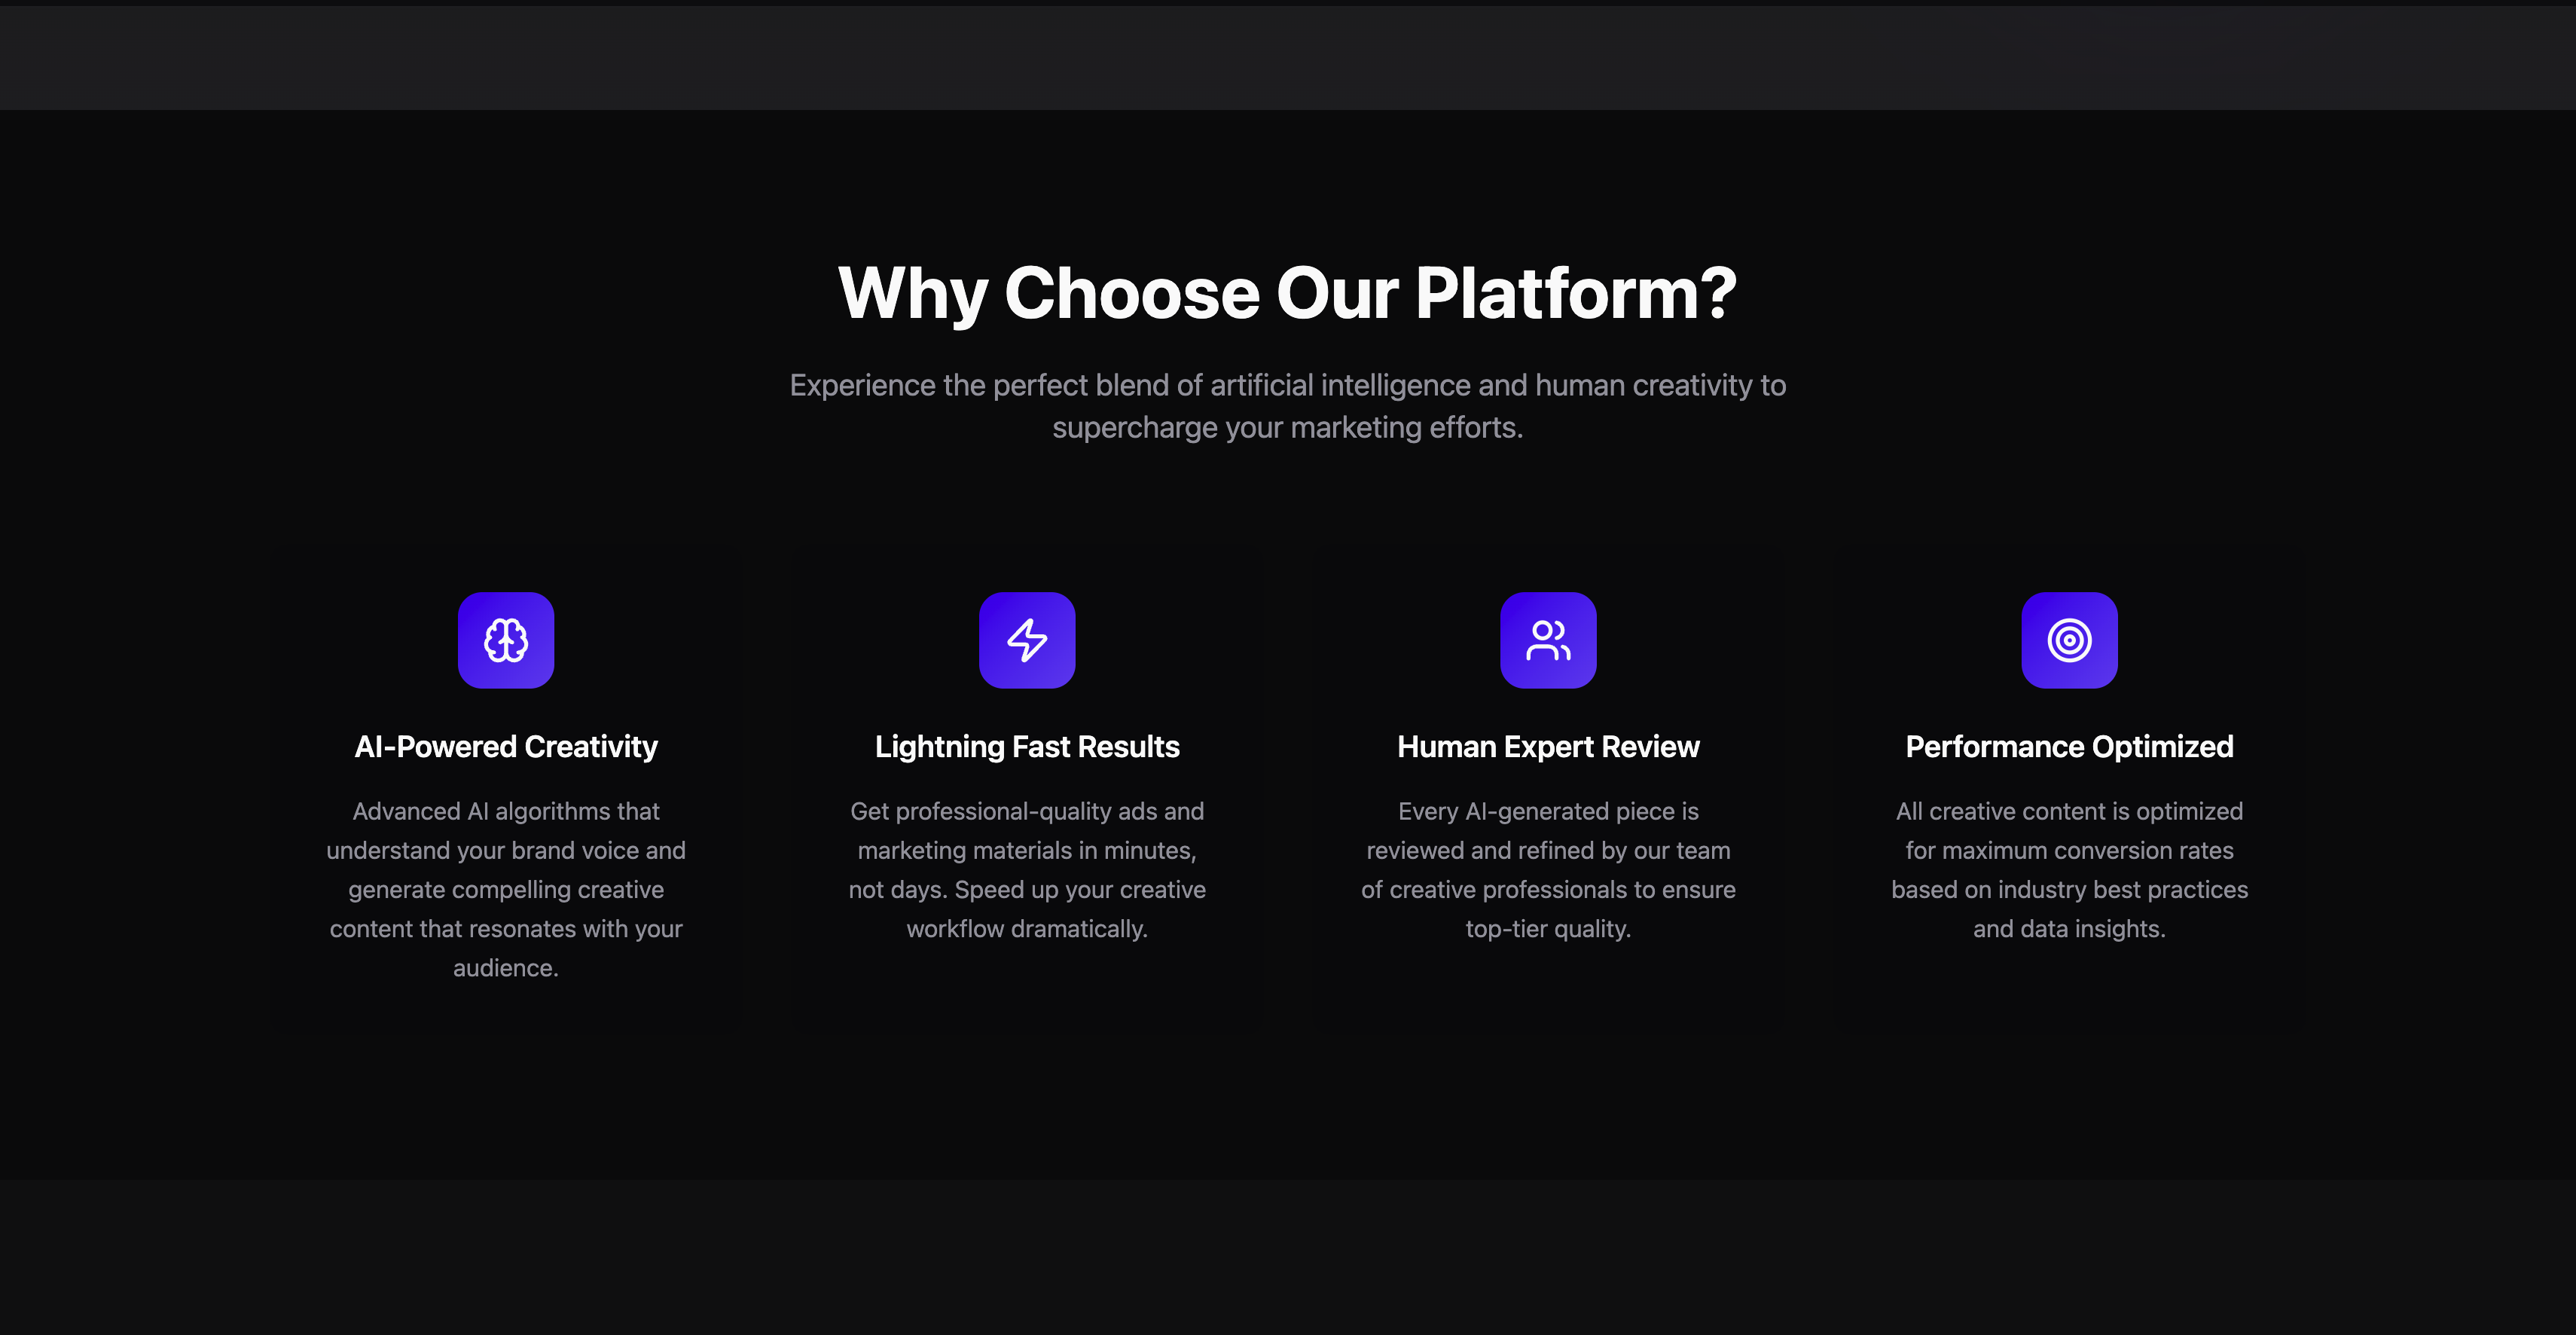 Why Choose Our Platform?
Experience the perfect blend of artificial intelligence and human creativity to
supercharge your marketing efforts.
AI-Powered Creativity
Advanced AI algorithms that
understand your brand voice and
generate compelling creative
content that resonates with your
audience.
Lightning Fast Results
Get professional-quality ads and
marketing materials in minutes,
not days. Speed up your creative
workflow dramatically.
Human Expert Review
Every AI-generated piece is
reviewed and refined by our team
of creative professionals to ensure
top-tier quality.
Performance Optimized
All creative content is optimized
for maximum conversion rates
based on industry best practices
and data insights.